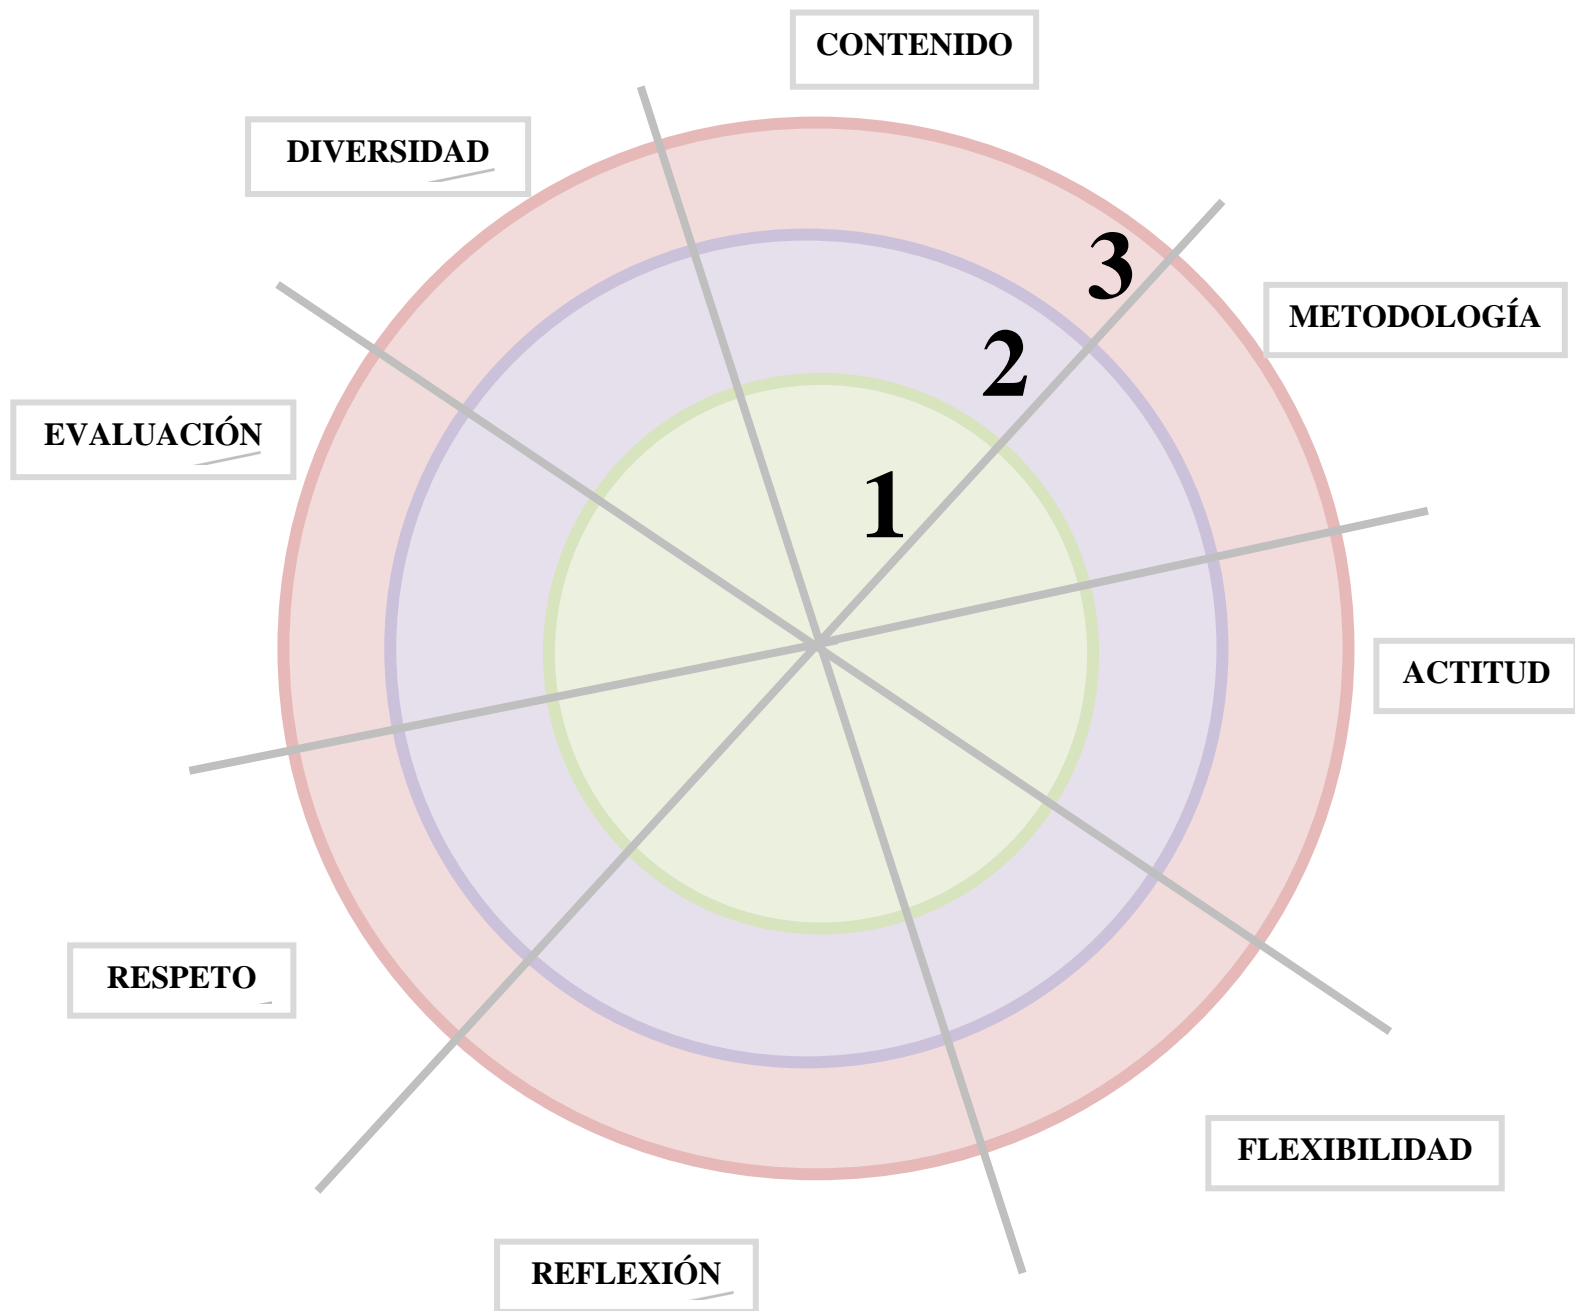 CONTENIDO
DIVERSIDAD
3
METODOLOGÍA
2
EVALUACIÓN
1
ACTITUD
RESPETO
FLEXIBILIDAD
REFLEXIÓN